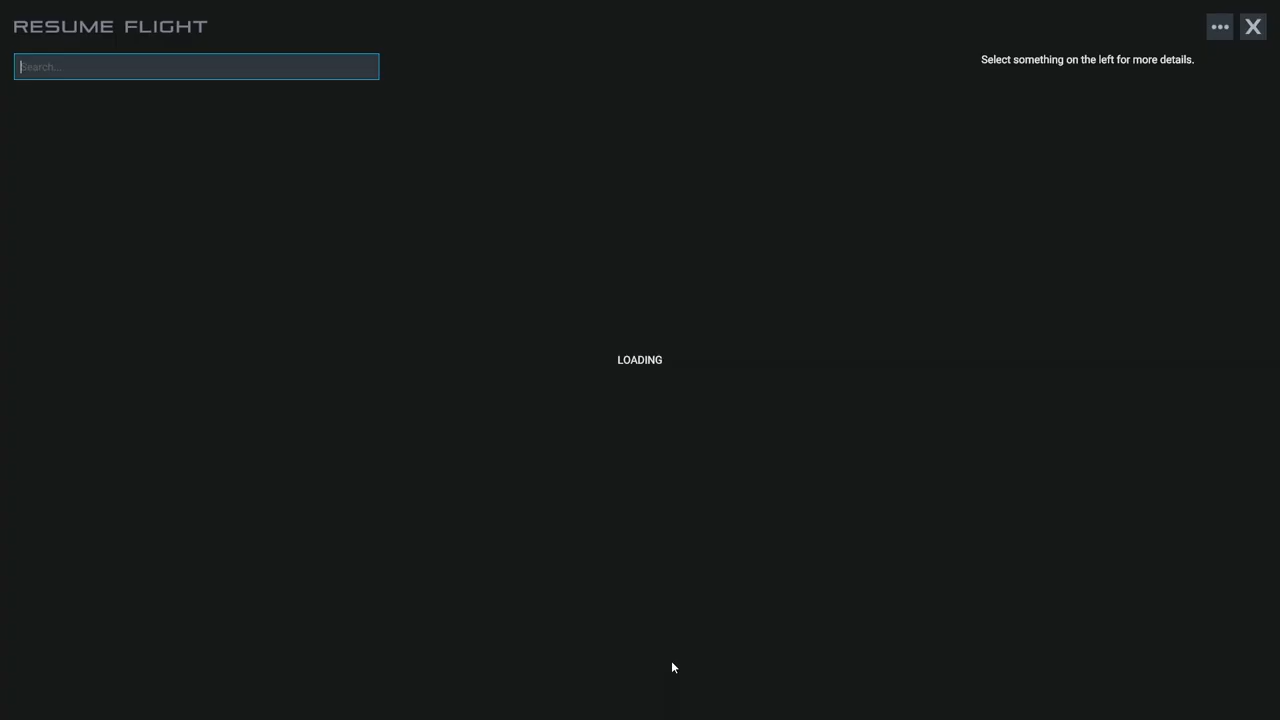 RESUME FLIGHT
Search...
Select something on the left for more details.
LOADING